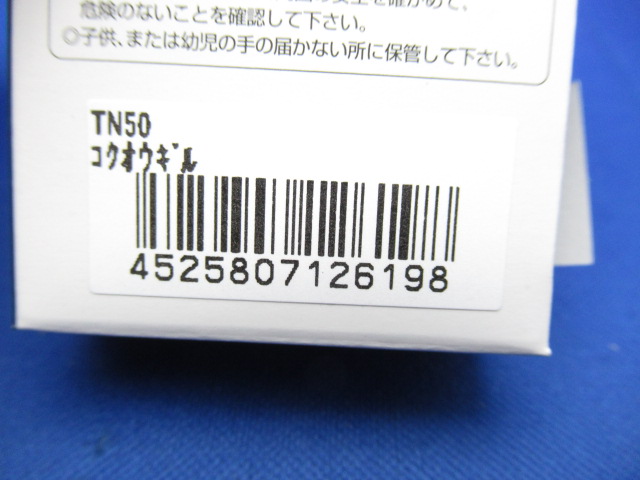 危険のないことを確認して下さい。
◎子供、または幼児の手の届かない所に保管して下さい。
TN50
コクオウギル
4525807126198